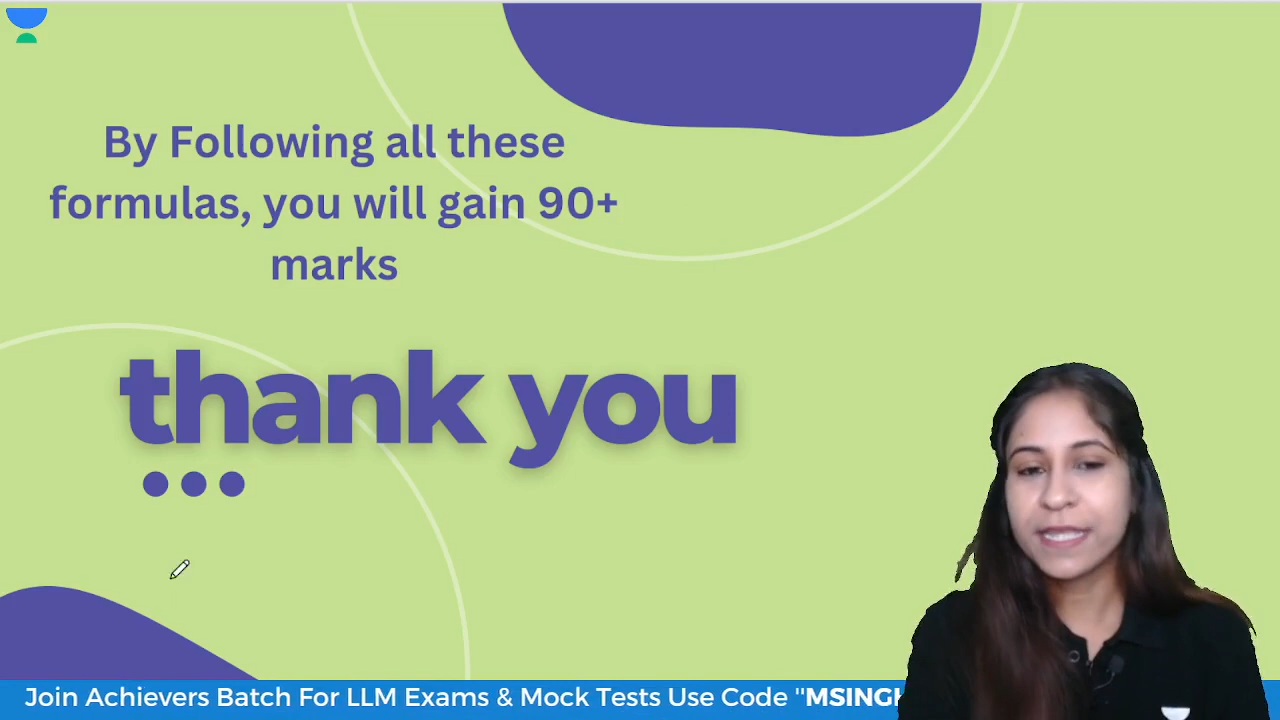 By Following all these
formulas, you will gain 90+
marks
thank you
Join Achievers Batch For LLM Exams & Mock Tests Use Code "